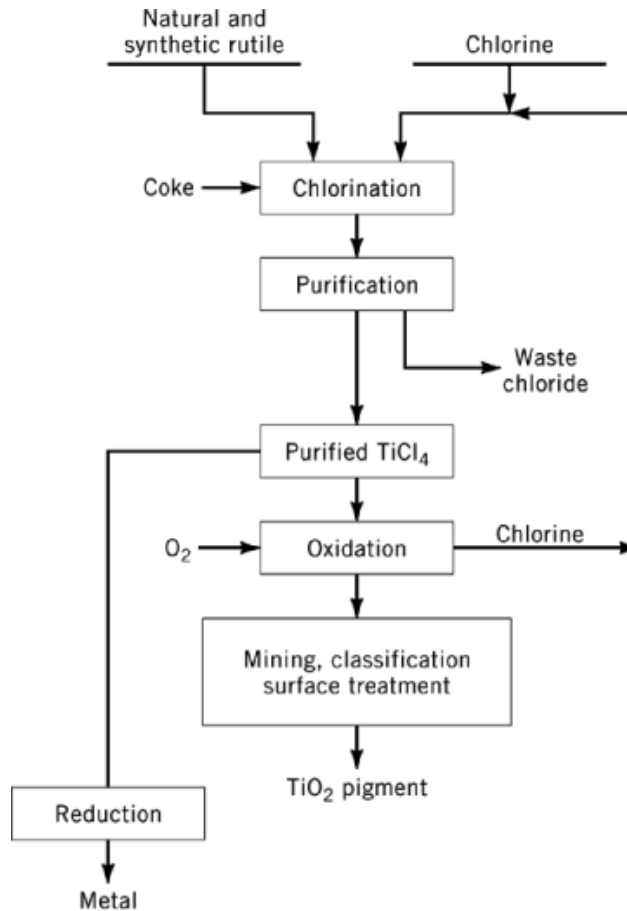 Natural and
synthetic rutile
Chlorine
Coke
Chlorination
Purification
Waste
chloride
Purified TiCl₄
O₂
Oxidation
Chlorine
Mining, classification
surface treatment
TiO₂ pigment
Reduction
Metal